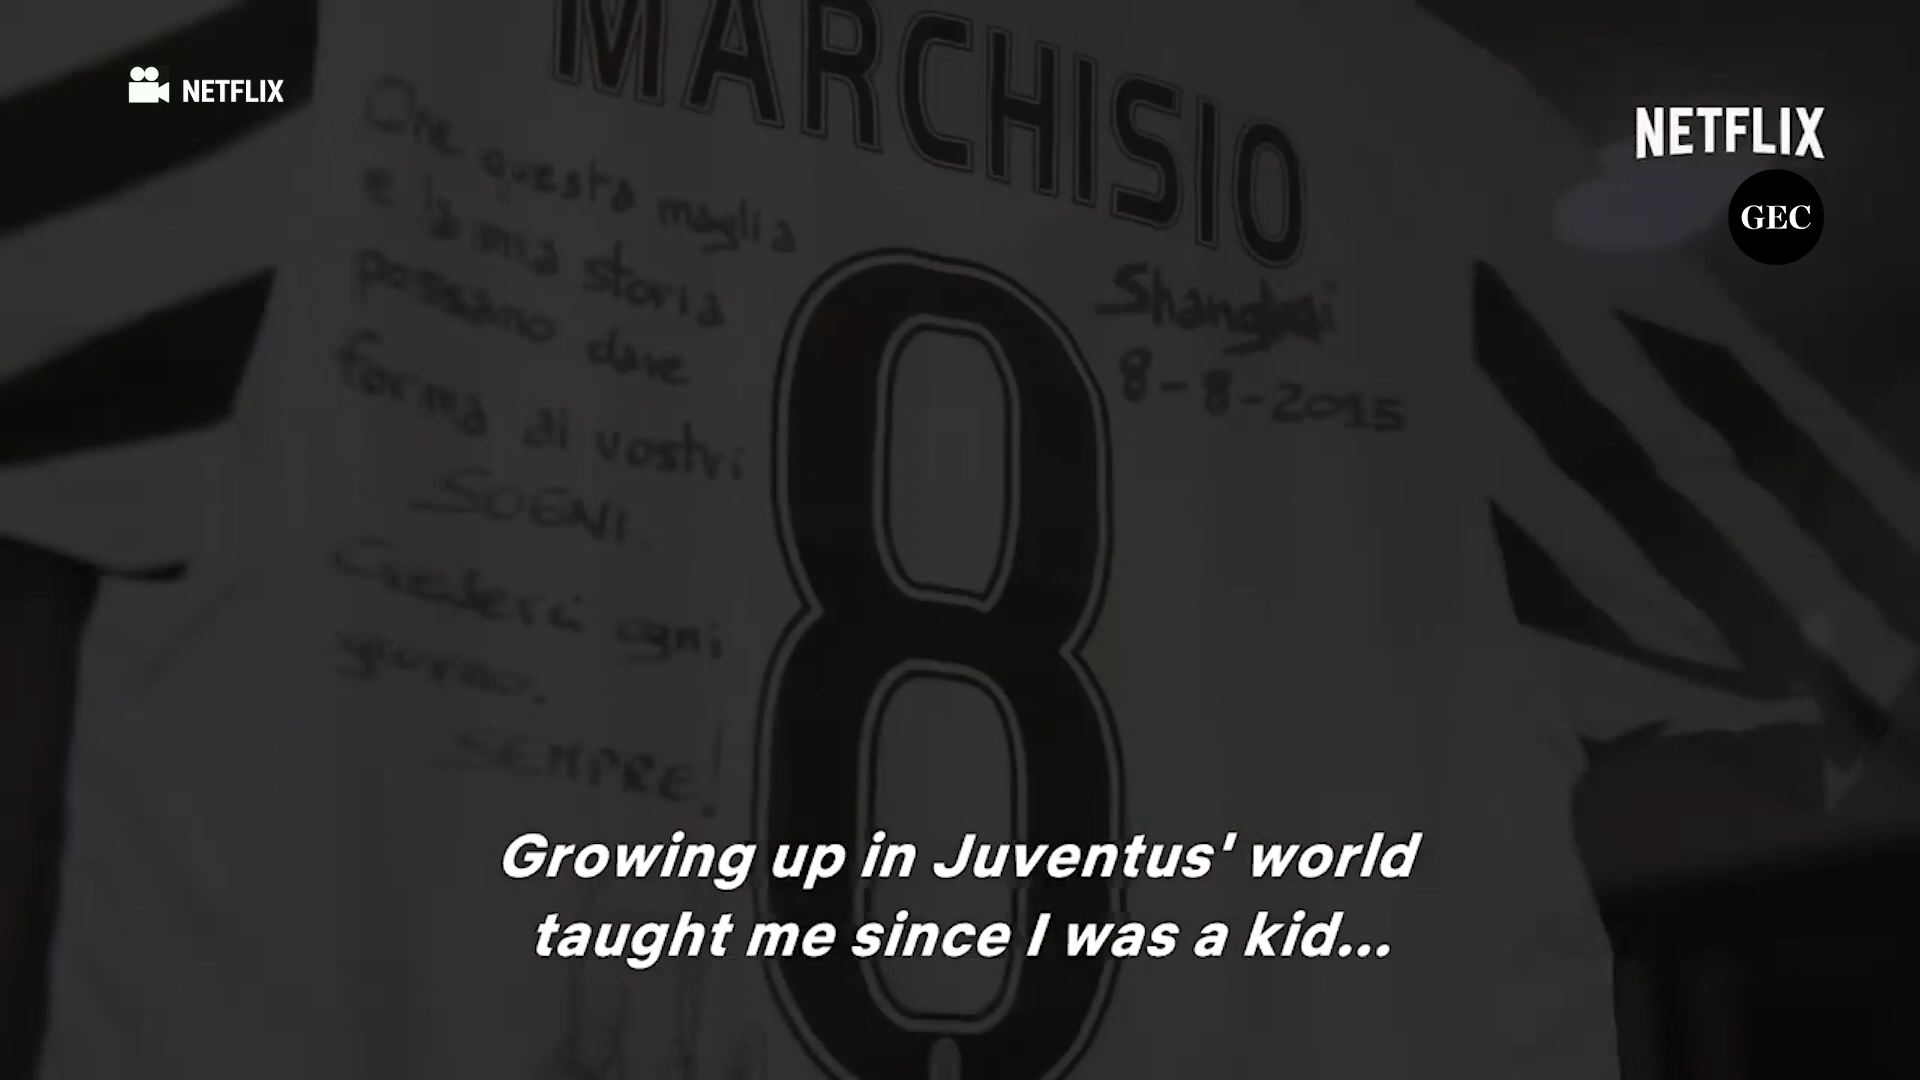 NETFLIX
NETFLIX
GEC
MARCHISIO
Che questa maglia
e la mia storia
possano dare
forma ai vostri
SOGNI.
Credeteci ogni
giorno.
SEMPRE!
Shanghai
8-8-2015
8
Growing up in Juventus' world
taught me since I was a kid...